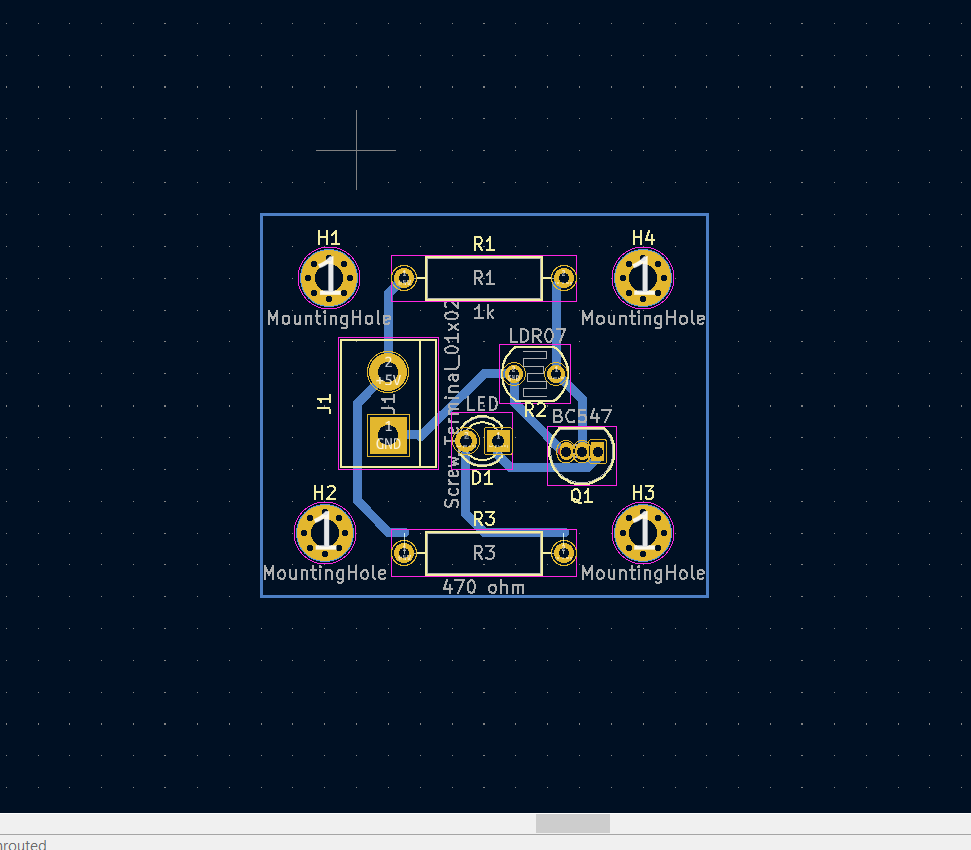 H1
R1
H4
1
R1
1
MountingHole
1k
MountingHole
Screw_Terminal_01x02
LDR07
2
+5V
J1
J1
LED
R2
BC547
1
GND
D1
Q1
H2
R3
H3
1
R3
1
MountingHole
470 ohm
MountingHole
nrouted